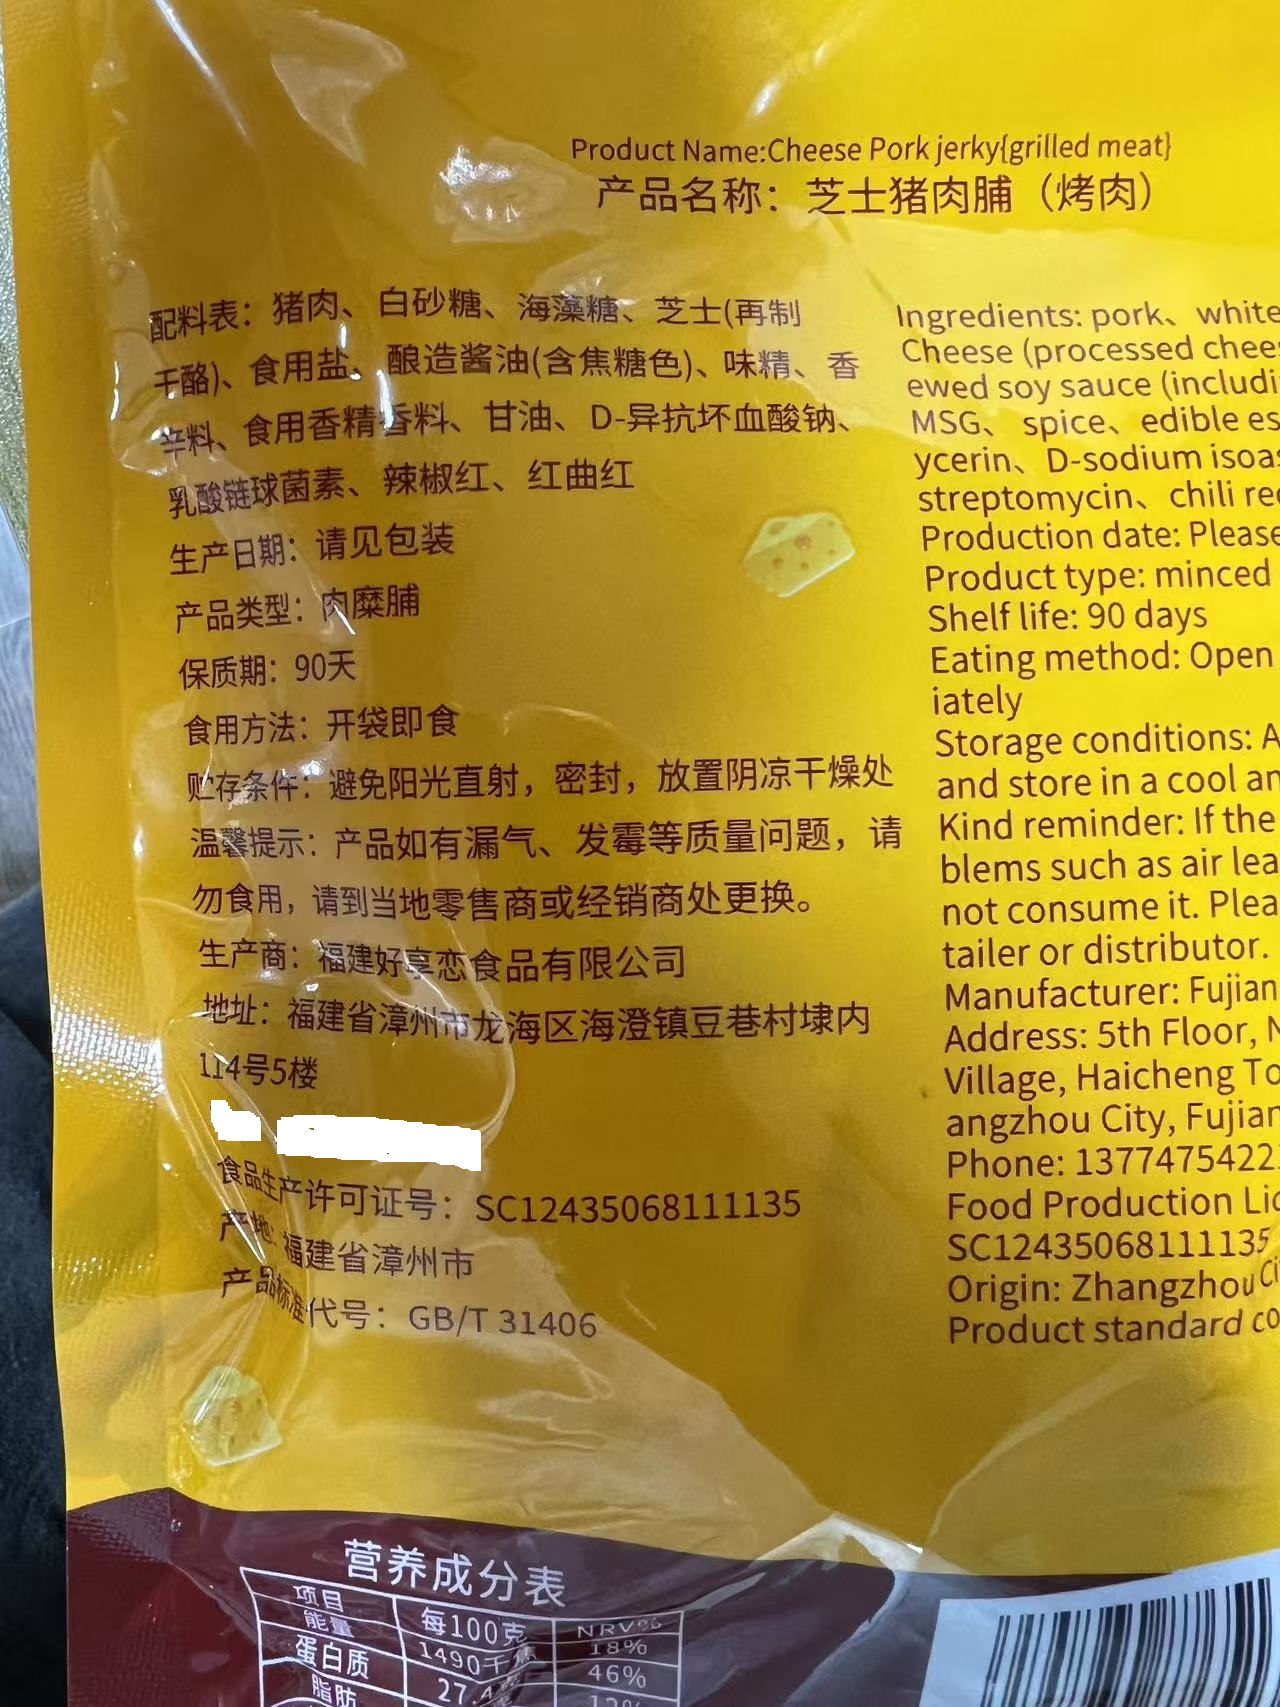 Product Name:Cheese Pork jerky{grilled meat}
产品名称：芝士猪肉脯（烤肉）
配料表：猪肉、白砂糖、海藻糖、芝士(再制
干酪)、食用盐、酿造酱油(含焦糖色)、味精、香
辛料、食用香精香料、甘油、D-异抗坏血酸钠、
乳酸链球菌素、辣椒红、红曲红
生产日期：请见包装
产品类型：肉糜脯
保质期：90天
食用方法：开袋即食
贮存条件：避免阳光直射，密封，放置阴凉干燥处
温馨提示：产品如有漏气、发霉等质量问题，请
勿食用，请到当地零售商或经销商处更换。
生产商：福建好享恋食品有限公司
地址：福建省漳州市龙海区海澄镇豆巷村埭内
114号5楼
食品生产许可证号：SC12435068111135
产地：福建省漳州市
产品标准代号：GB/T 31406
Ingredients: pork、white
Cheese (processed chee
ewed soy sauce (includi
MSG、 spice、edible es
ycerin、D-sodium isoa
streptomycin、chili re
Production date: Please
Product type: minced
Shelf life: 90 days
Eating method: Open
iately
Storage conditions: A
and store in a cool an
Kind reminder: If the
blems such as air lea
not consume it. Plea
tailer or distributor.
Manufacturer: Fujian
Address: 5th Floor, N
Village, Haicheng To
angzhou City, Fujian
Phone: 1377475422
Food Production Lic
SC12435068111135
Origin: Zhangzhou Ci
Product standard co
营养成分表
项目 每100克 NRV%
能量 1490千焦 18%
蛋白质 27.4克 46%
脂肪